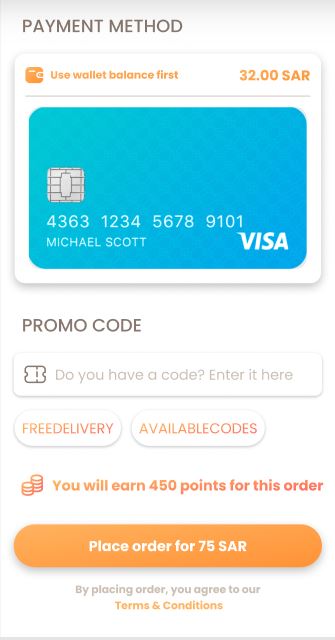 PAYMENT METHOD
Use wallet balance first 32.00 SAR
4363 1234 5678 9101
MICHAEL SCOTT
VISA
PROMO CODE
Do you have a code? Enter it here
FREEDELIVERY AVAILABLECODES
You will earn 450 points for this order
Place order for 75 SAR
By placing order, you agree to our
Terms & Conditions